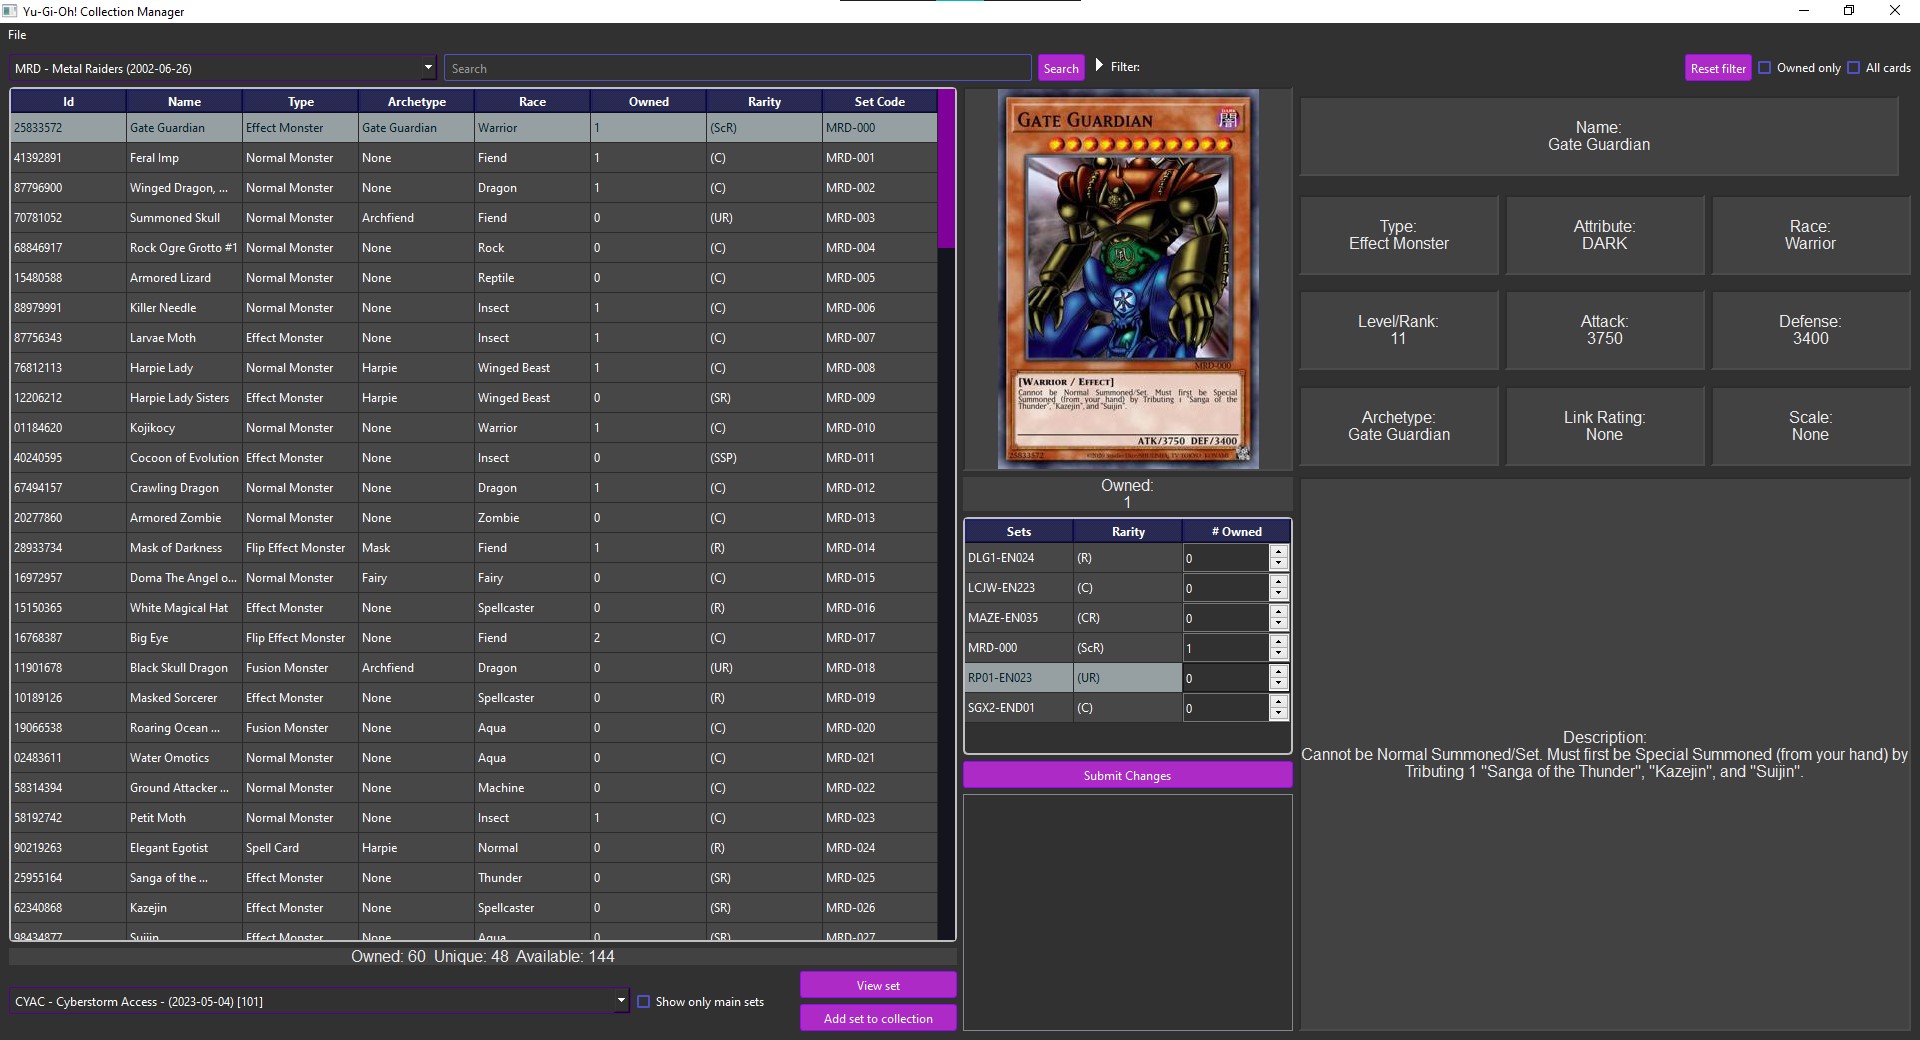 Yu-Gi-Oh! Collection Manager
File
MRD - Metal Raiders (2002-06-26)
Search
Search
Filter:
Reset filter
Owned only
All cards
Id Name Type Archetype Race Owned Rarity Set Code
25833572 Gate Guardian Effect Monster Gate Guardian Warrior 1 (ScR) MRD-000
41392891 Feral Imp Normal Monster None Fiend 1 (C) MRD-001
87796900 Winged Dragon, ... Normal Monster None Dragon 1 (C) MRD-002
70781052 Summoned Skull Normal Monster Archfiend Fiend 0 (UR) MRD-003
68846917 Rock Ogre Grotto #1 Normal Monster None Rock 0 (C) MRD-004
15480588 Armored Lizard Normal Monster None Reptile 0 (C) MRD-005
88979991 Killer Needle Normal Monster None Insect 1 (C) MRD-006
87756343 Larvae Moth Effect Monster None Insect 1 (C) MRD-007
76812113 Harpie Lady Normal Monster Harpie Winged Beast 1 (C) MRD-008
12206212 Harpie Lady Sisters Effect Monster Harpie Winged Beast 0 (SR) MRD-009
01184620 Kojikocy Normal Monster None Warrior 1 (C) MRD-010
40240595 Cocoon of Evolution Effect Monster None Insect 0 (SSP) MRD-011
67494157 Crawling Dragon Normal Monster None Dragon 1 (C) MRD-012
20277860 Armored Zombie Normal Monster None Zombie 0 (C) MRD-013
28933734 Mask of Darkness Flip Effect Monster Mask Fiend 1 (R) MRD-014
16972957 Doma The Angel o... Normal Monster Fairy Fairy 0 (C) MRD-015
15150365 White Magical Hat Effect Monster None Spellcaster 0 (R) MRD-016
16768387 Big Eye Flip Effect Monster None Fiend 2 (C) MRD-017
11901678 Black Skull Dragon Fusion Monster Archfiend Dragon 0 (UR) MRD-018
10189126 Masked Sorcerer Effect Monster None Spellcaster 0 (R) MRD-019
19066538 Roaring Ocean ... Fusion Monster None Aqua 0 (C) MRD-020
02483611 Water Omotics Normal Monster None Aqua 0 (C) MRD-021
58314394 Ground Attacker ... Normal Monster None Machine 0 (C) MRD-022
58192742 Petit Moth Normal Monster None Insect 1 (C) MRD-023
90219263 Elegant Egotist Spell Card Harpie Normal 0 (R) MRD-024
25955164 Sanga of the ... Effect Monster None Thunder 0 (SR) MRD-025
62340868 Kazejin Effect Monster None Spellcaster 0 (SR) MRD-026
98434877 Suijin Effect Monster None Aqua 0 (SR) MRD-027
Owned: 60 Unique: 48 Available: 144
CYAC - Cyberstorm Access - (2023-05-04) [101]
Show only main sets
View set
Add set to collection
GATE GUARDIAN
DARK
闇
MRD-000
[WARRIOR / EFFECT]
Cannot be Normal Summoned/Set. Must first be Special
Summoned (from your hand) by Tributing 1 "Sanga of the
Thunder", "Kazejin", and "Suijin".
ATK/3750 DEF/3400
25833572
Owned:
1
Sets Rarity # Owned
DLG1-EN024 (R) 0
LCJW-EN223 (C) 0
MAZE-EN035 (CR) 0
MRD-000 (ScR) 1
RP01-EN023 (UR) 0
SGX2-END01 (C) 0
Submit Changes
Name:
Gate Guardian
Type:
Effect Monster
Attribute:
DARK
Race:
Warrior
Level/Rank:
11
Attack:
3750
Defense:
3400
Archetype:
Gate Guardian
Link Rating:
None
Scale:
None
Description:
Cannot be Normal Summoned/Set. Must first be Special Summoned (from your hand) by
Tributing 1 "Sanga of the Thunder", "Kazejin", and "Suijin".